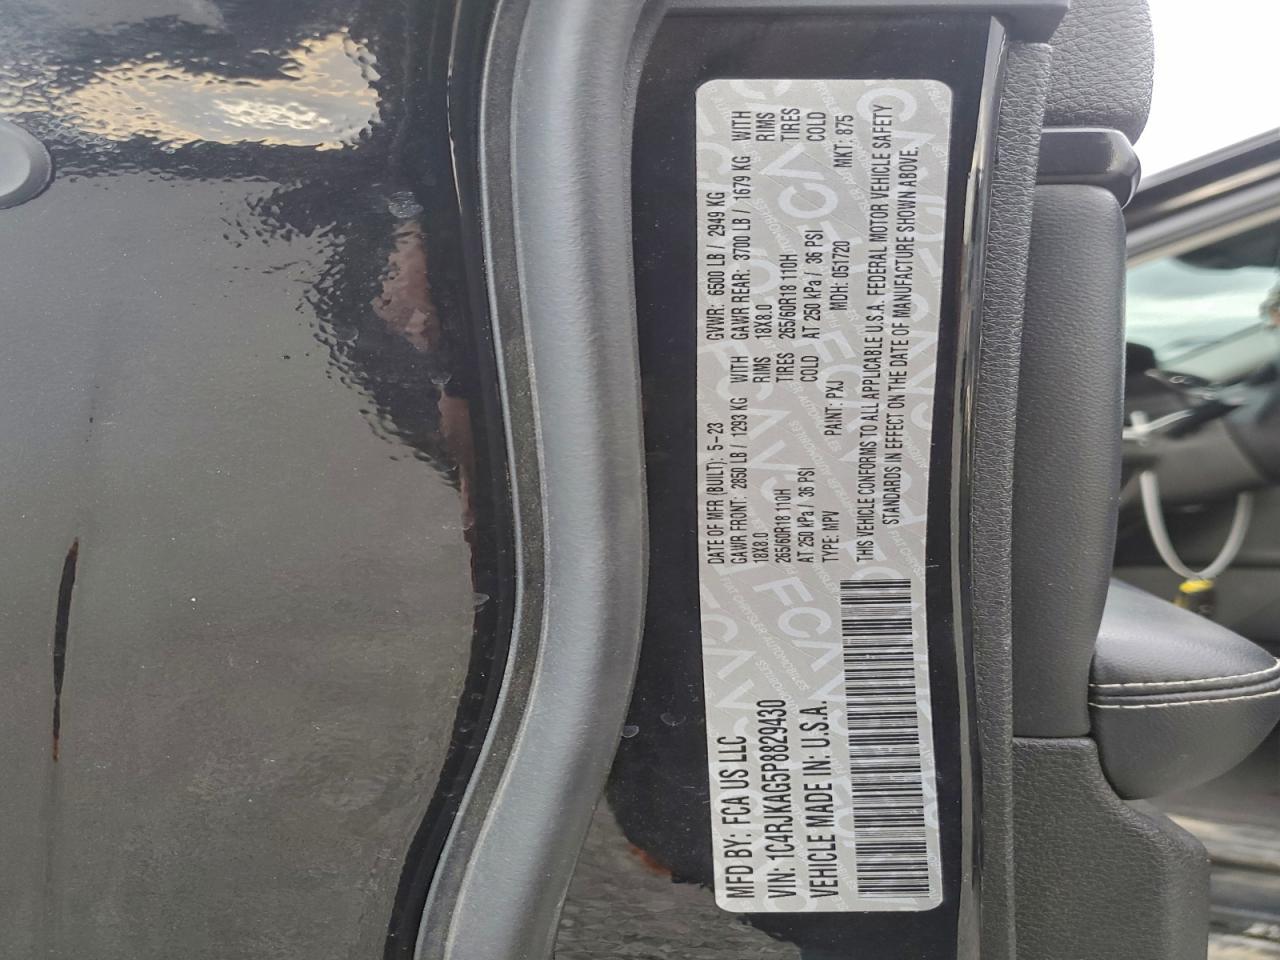 MFD BY: FCA US LLC
VIN: 1C4RJKAG5P8829430
VEHICLE MADE IN: U.S.A.
DATE OF MFR (BUILT): 5-23 GVWR: 6500 LB / 2949 KG
GAWR FRONT: 2850 LB / 1293 KG WITH GAWR REAR: 3700 LB / 1679 KG WITH
18X8.0 RIMS 18X8.0 RIMS
265/60R18 110H TIRES 265/60R18 110H TIRES
AT 250 kPa / 36 PSI COLD AT 250 kPa / 36 PSI COLD
TYPE: MPV PAINT: PXJ MDH: 051720 MKT: 875
THIS VEHICLE CONFORMS TO ALL APPLICABLE U.S.A. FEDERAL MOTOR VEHICLE SAFETY
STANDARDS IN EFFECT ON THE DATE OF MANUFACTURE SHOWN ABOVE.